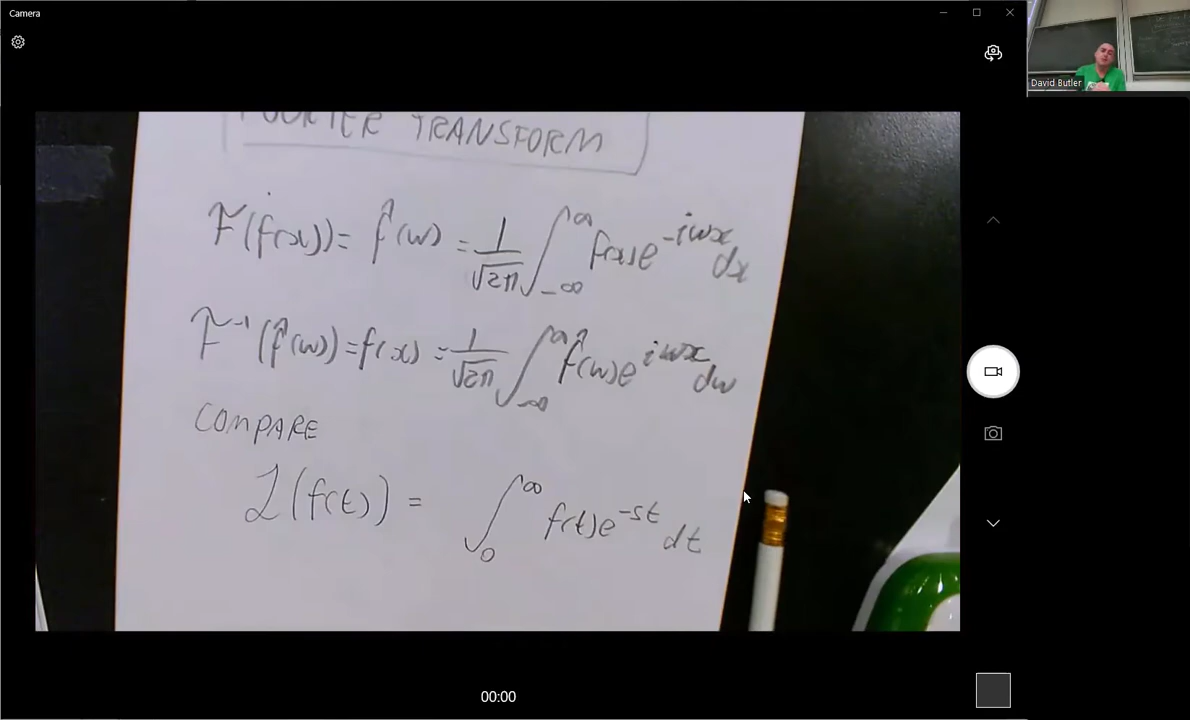 Camera
David Butler
FOURIER TRANSFORM
F(f(x)) = f̂(w) = 1/√2π ∫_-∞^∞ f(x)e^-iwx dx
F^-1(f̂(w)) = f(x) = 1/√2π ∫_-∞^∞ f̂(w)e^iwx dw
COMPARE
L(f(t)) = ∫_0^∞ f(t)e^-st dt
00:00